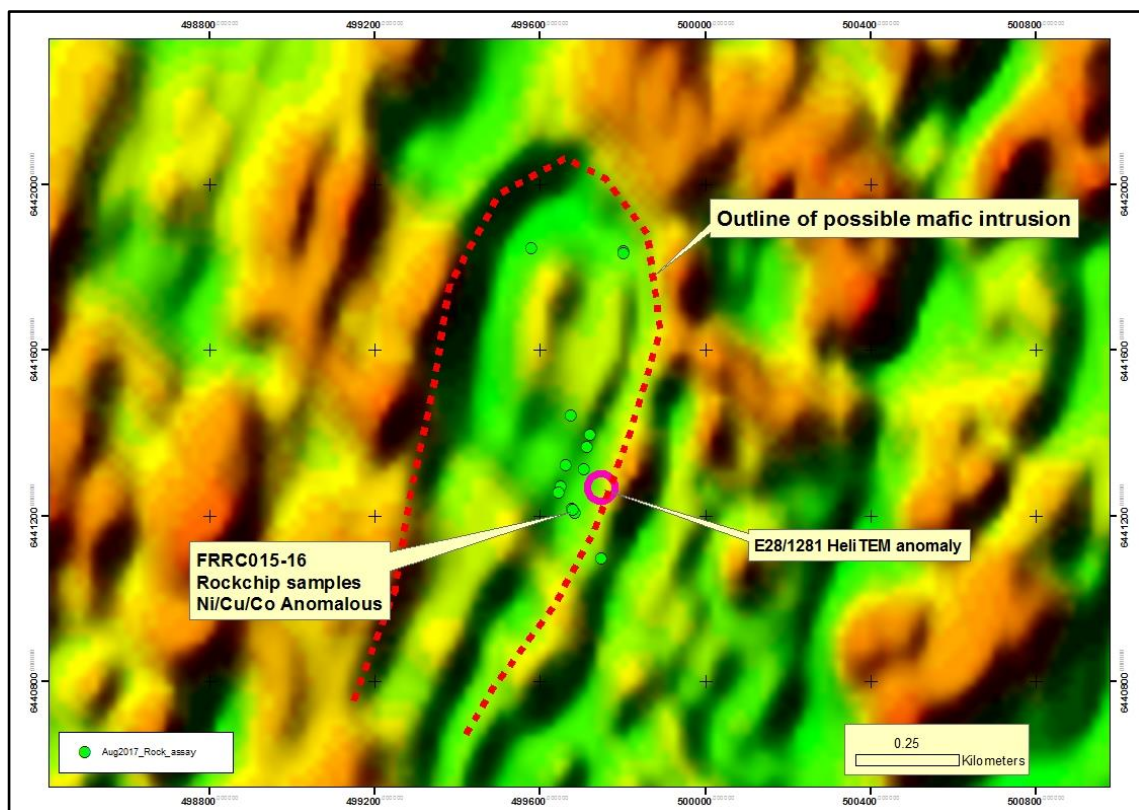 498800 499200 499600 500000 500400 500800
6442000 6442000
Outline of possible mafic intrusion
6441600 6441600
6441200 6441200
E28/1281 HeliTEM anomaly
FRRC015-16
Rockchip samples
Ni/Cu/Co Anomalous
6440800 6440800
0.25
Kilometers
Aug2017_Rock_assay
498800 499200 499600 500000 500400 500800